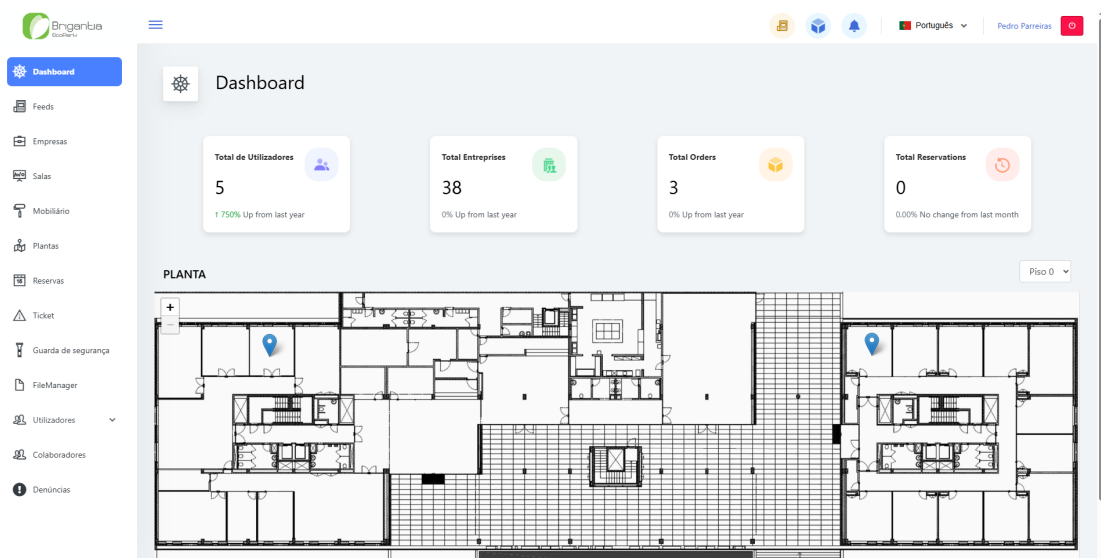 Brigantia
EcoPark
Português
Pedro Parreiras
Dashboard
Feeds
Empresas
Salas
Mobiliário
Plantas
Reservas
Ticket
Guarda de segurança
FileManager
Utilizadores
Colaboradores
Denúncias
Dashboard
Total de Utilizadores
5
↑ 750% Up from last year
Total Entreprises
38
0% Up from last year
Total Orders
3
0% Up from last year
Total Reservations
0
0.00% No change from last month
PLANTA
Piso 0
+
−